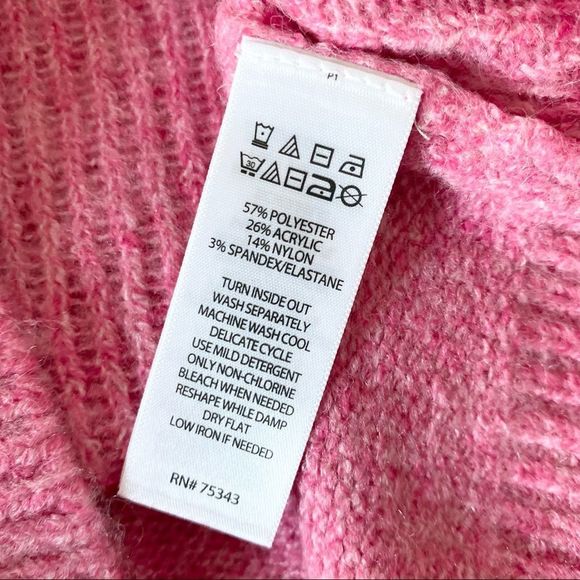 P1
30
57% POLYESTER
26% ACRYLIC
14% NYLON
3% SPANDEX/ELASTANE
TURN INSIDE OUT
WASH SEPARATELY
MACHINE WASH COOL
DELICATE CYCLE
USE MILD DETERGENT
ONLY NON-CHLORINE
BLEACH WHEN NEEDED
RESHAPE WHILE DAMP
DRY FLAT
LOW IRON IF NEEDED
RN# 75343